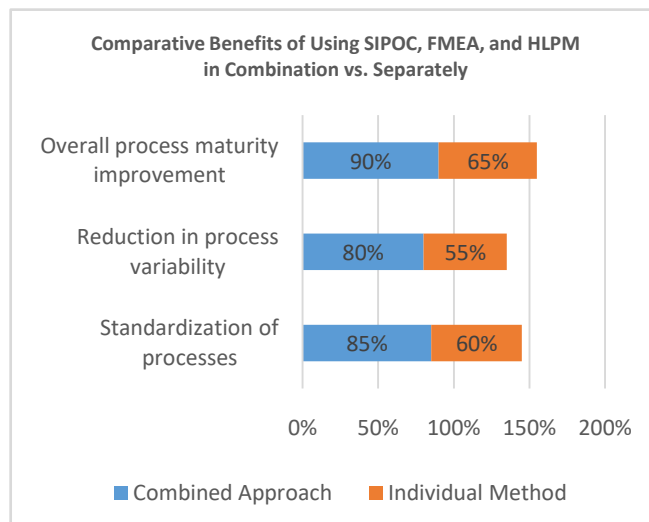 Comparative Benefits of Using SIPOC, FMEA, and HLPM
in Combination vs. Separately
Overall process maturity
improvement
90%
65%
Reduction in process
variability
80%
55%
Standardization of
processes
85%
60%
0%
50%
100%
150%
200%
Combined Approach
Individual Method